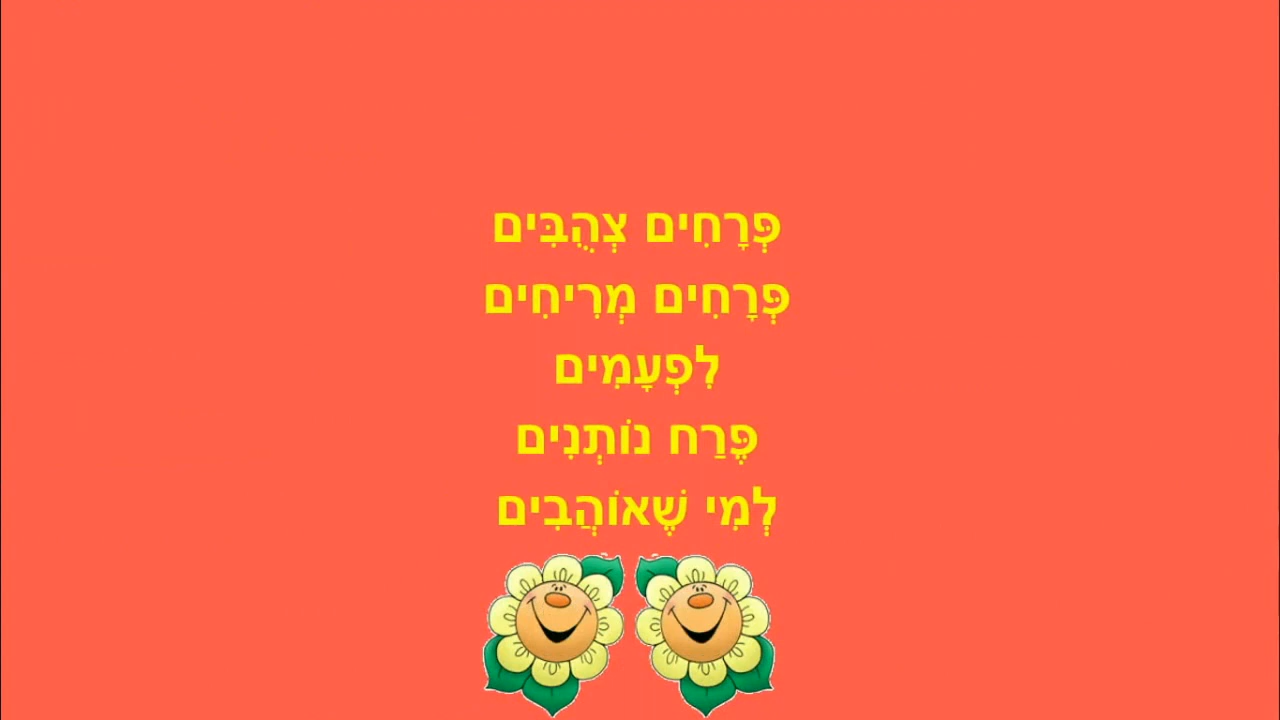 פְּרָחִים צְהֻבִּים
פְּרָחִים מְרִיחִים
לִפְעָמִים
פֶּרַח נוֹתְנִים
לְמִי שֶׁאוֹהֲבִים